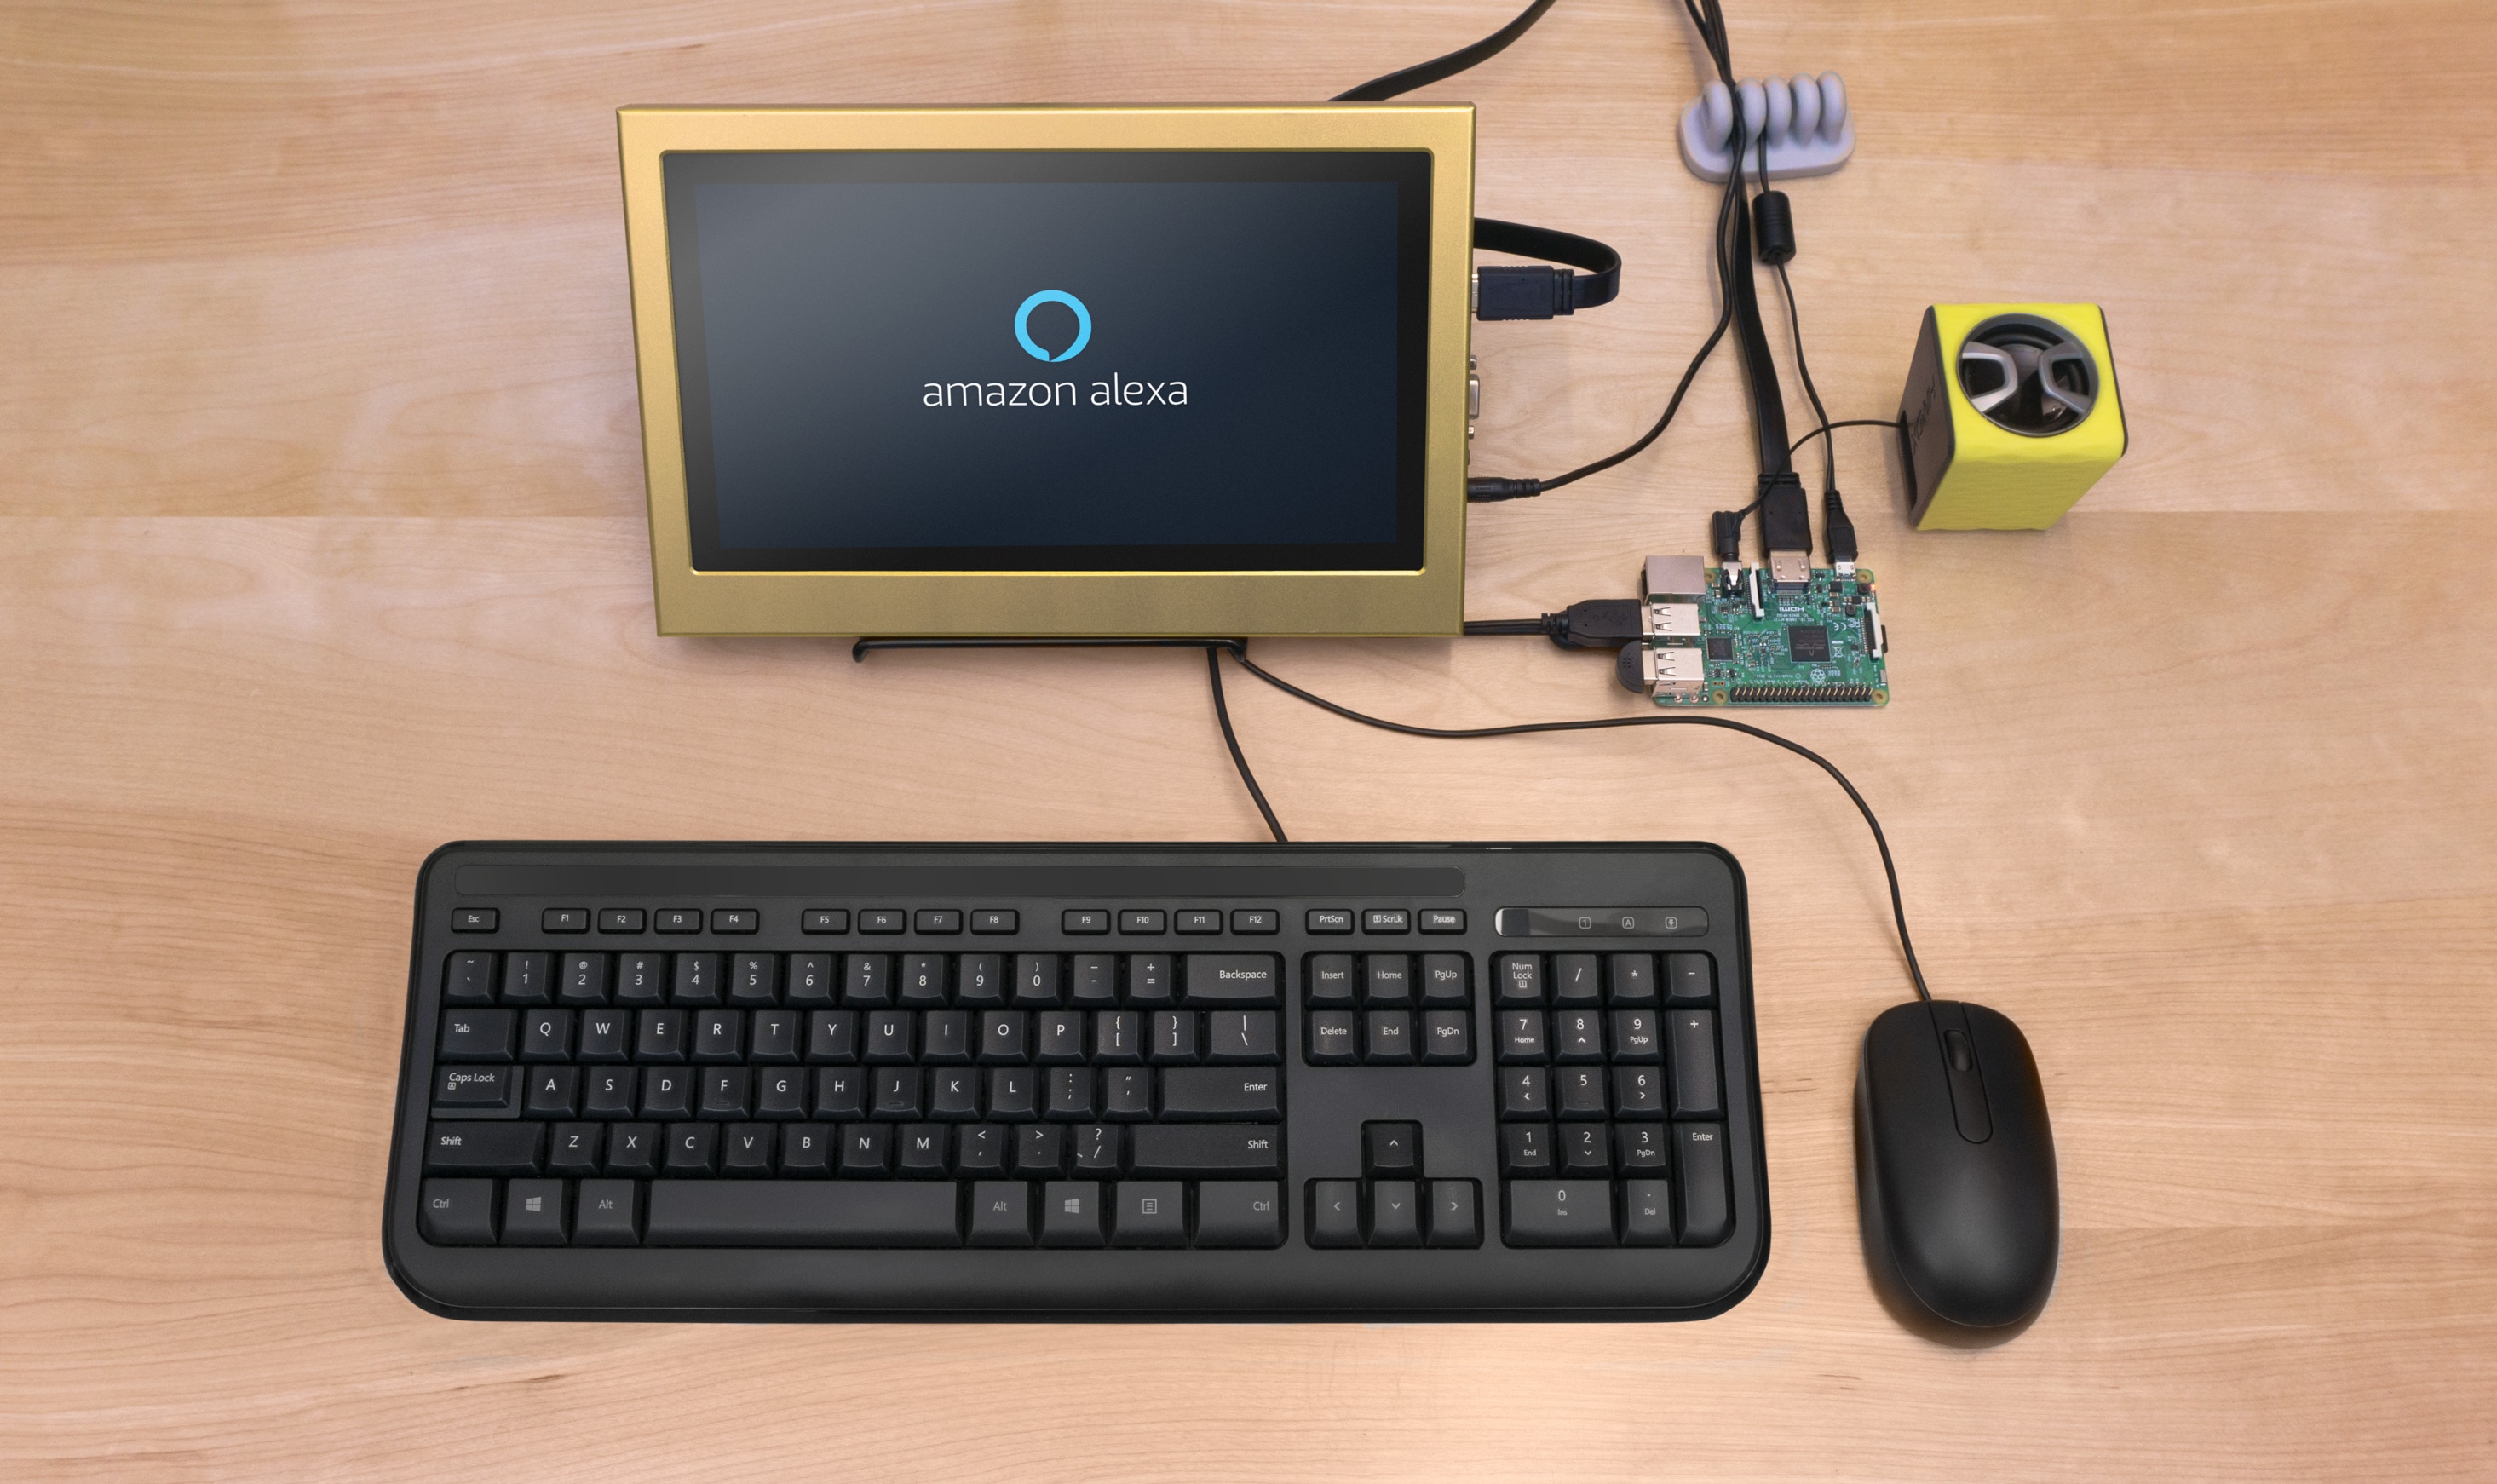 amazon alexa
HDMI
Esc F1 F2 F3 F4 F5 F6 F7 F8 F9 F10 F11 F12 PrtScn ScrLk Pause 1 A
~ ! @ # $ % ^ & * ( ) _ +
` 1 2 3 4 5 6 7 8 9 0 - = Backspace Insert Home PgUp Num Lock / * -
Tab Q W E R T Y U I O P { [ } ] | \ Delete End PgDn 7 Home 8 9 PgUp +
Caps Lock A S D F G H J K L : ; " ' Enter 4 5 6
Shift Z X C V B N M < , > . ? / Shift 1 End 2 3 PgDn Enter
Ctrl Alt Alt Ctrl 0 Ins . Del